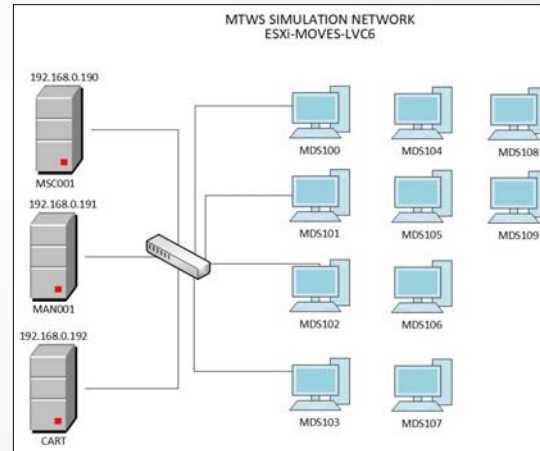 MTWS SIMULATION NETWORK
ESXi-MOVES-LVC6
192.168.0.190
MSC001
192.168.0.191
MAN001
192.168.0.192
CART
MDS100
MDS104
MDS108
MDS101
MDS105
MDS109
MDS102
MDS106
MDS103
MDS107